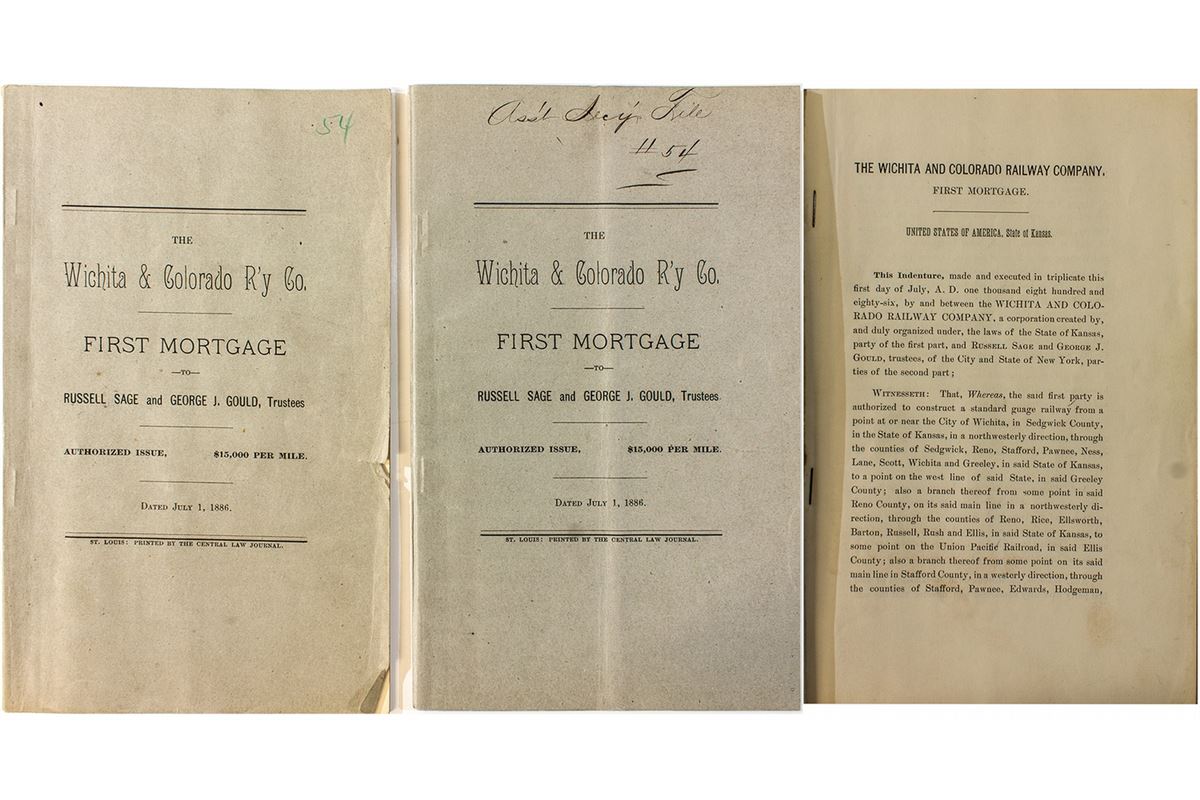 54
THE
Wichita & Colorado R'y Co.
FIRST MORTGAGE
—TO—
RUSSELL SAGE and GEORGE J. GOULD, Trustees
AUTHORIZED ISSUE, $15,000 PER MILE.
DATED JULY 1, 1886.
ST. LOUIS: PRINTED BY THE CENTRAL LAW JOURNAL.
Ass't Secy's File
# 54
THE
Wichita & Colorado R'y Co.
FIRST MORTGAGE
—TO—
RUSSELL SAGE and GEORGE J. GOULD, Trustees
AUTHORIZED ISSUE, $15,000 PER MILE.
DATED JULY 1, 1886.
ST. LOUIS: PRINTED BY THE CENTRAL LAW JOURNAL.
THE WICHITA AND COLORADO RAILWAY COMPANY.
FIRST MORTGAGE.
UNITED STATES OF AMERICA, State of Kansas.
This Indenture, made and executed in triplicate this
first day of July, A. D. one thousand eight hundred and
eighty-six, by and between the WICHITA AND COLO-
RADO RAILWAY COMPANY, a corporation created by,
and duly organized under, the laws of the State of Kansas,
party of the first part, and RUSSELL SAGE and GEORGE J.
GOULD, trustees, of the City and State of New York, par-
ties of the second part;
WITNESSETH: That, Whereas, the said first party is
authorized to construct a standard guage railway from a
point at or near the City of Wichita, in Sedgwick County,
in the State of Kansas, in a northwesterly direction, through
the counties of Sedgwick, Reno, Stafford, Pawnee, Ness,
Lane, Scott, Wichita and Greeley, in said State of Kansas,
to a point on the west line of said State, in said Greeley
County; also a branch thereof from some point in said
Reno County, on its said main line in a northwesterly di-
rection, through the counties of Reno, Rice, Ellsworth,
Barton, Russell, Rush and Ellis, in said State of Kansas, to
some point on the Union Pacific Railroad, in said Ellis
County; also a branch thereof from some point on its said
main line in Stafford County, in a westerly direction, through
the counties of Stafford, Pawnee, Edwards, Hodgeman,